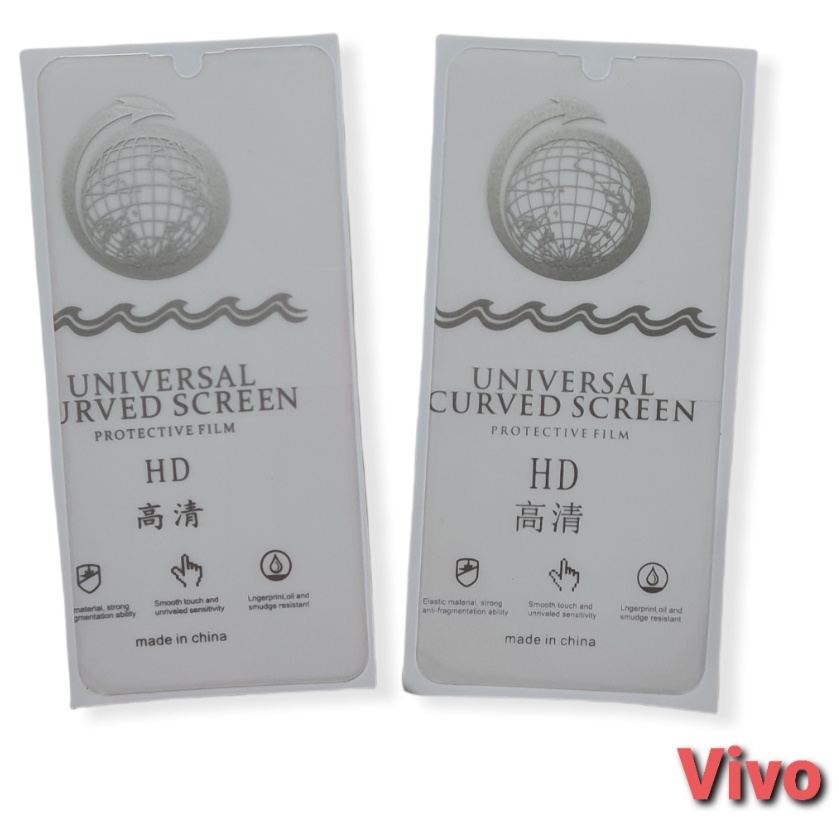 UNIVERSAL
URVED SCREEN
PROTECTIVE FILM
HD
高清
material, strong
gmentation ability
Smooth touch and
unrivaled sensitivity
Lngerprint,oil and
smudge resistant
made in china
UNIVERSAL
CURVED SCREEN
PROTECTIVE FILM
HD
高清
Elastic material, strong
anti-fragmentation ability
Smooth touch and
unrivaled sensitivity
Lngerprint,oil and
smudge resistant
made in china
Vivo